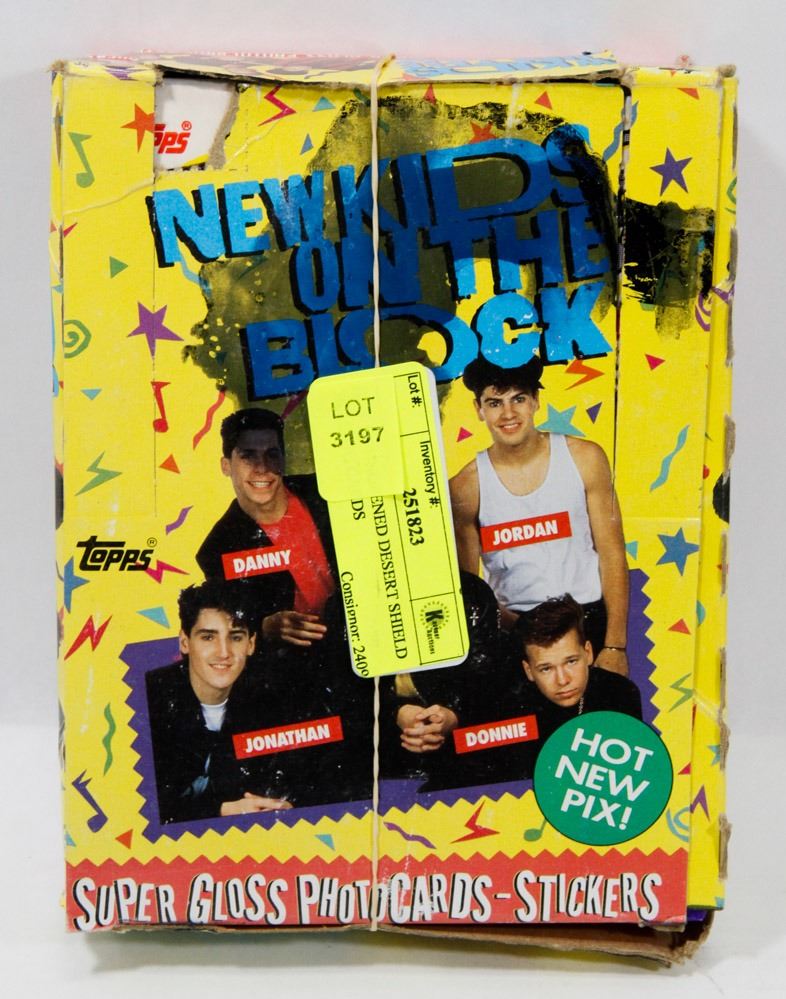 NEW KIDS
ON THE
BLOCK
LOT
3197
Lot #:
Inventory #:
251823
ENED DESERT SHIELD
DS
Consignor: 240
DANNY
JORDAN
topps®
JONATHAN
DONNIE
HOT
NEW
PIX!
SUPER GLOSS PHOTOCARDS-STICKERS